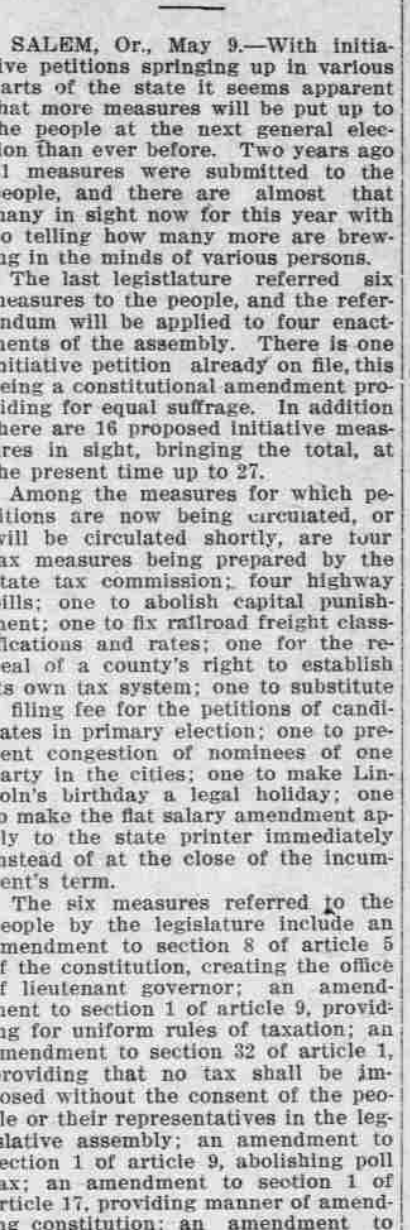 SALEM, Or., May 9.—With initia-
ive petitions springing up in various
arts of the state it seems apparent
hat more measures will be put up to
he people at the next general elec-
ion than ever before. Two years ago
1 measures were submitted to the
eople, and there are almost that
nany in sight now for this year with
o telling how many more are brew-
ng in the minds of various persons.
The last legistlature referred six
neasures to the people, and the refer-
ndum will be applied to four enact-
nents of the assembly. There is one
nitiative petition already on file, this
eing a constitutional amendment pro-
iding for equal suffrage. In addition
here are 16 proposed initiative meas-
res in sight, bringing the total, at
he present time up to 27.
Among the measures for which pe-
itions are now being circulated, or
vill be circulated shortly, are four
ax measures being prepared by the
tate tax commission; four highway
ills; one to abolish capital punish-
nent; one to fix railroad freight class-
fications and rates; one for the re-
eal of a county's right to establish
ts own tax system; one to substitute
filing fee for the petitions of candi-
ates in primary election; one to pre-
ent congestion of nominees of one
arty in the cities; one to make Lin-
oln's birthday a legal holiday; one
o make the flat salary amendment ap-
ly to the state printer immediately
nstead of at the close of the incum-
ent's term.
The six measures referred to the
eople by the legislature include an
mendment to section 8 of article 5
f the constitution, creating the office
f lieutenant governor; an amend-
nent to section 1 of article 9, provid-
ng for uniform rules of taxation; an
mendment to section 32 of article 1,
roviding that no tax shall be im-
osed without the consent of the peo-
le or their representatives in the leg-
slative assembly; an amendment to
ection 1 of article 9, abolishing poll
ax; an amendment to section 1 of
rticle 17, providing manner of amend-
ng constitution; an amendment to